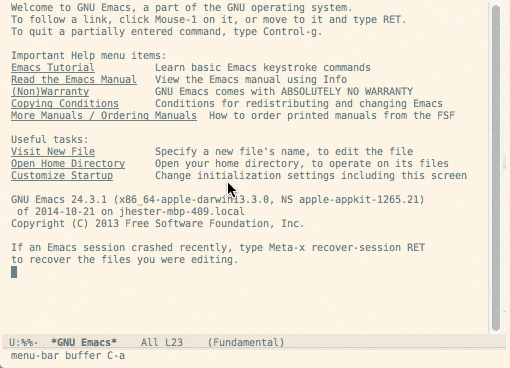 Welcome to GNU Emacs, a part of the GNU operating system.
To follow a link, click Mouse-1 on it, or move to it and type RET.
To quit a partially entered command, type Control-g.
Important Help menu items:
Emacs Tutorial Learn basic Emacs keystroke commands
Read the Emacs Manual View the Emacs manual using Info
(Non)Warranty GNU Emacs comes with ABSOLUTELY NO WARRANTY
Copying Conditions Conditions for redistributing and changing Emacs
More Manuals / Ordering Manuals How to order printed manuals from the FSF
Useful tasks:
Visit New File Specify a new file's name, to edit the file
Open Home Directory Open your home directory, to operate on its files
Customize Startup Change initialization settings including this screen
GNU Emacs 24.3.1 (x86_64-apple-darwin13.3.0, NS apple-appkit-1265.21)
of 2014-10-21 on jhester-mbp-409.local
Copyright (C) 2013 Free Software Foundation, Inc.
If an Emacs session crashed recently, type Meta-x recover-session RET
to recover the files you were editing.
U:%%- *GNU Emacs* All L23 (Fundamental)
menu-bar buffer C-a